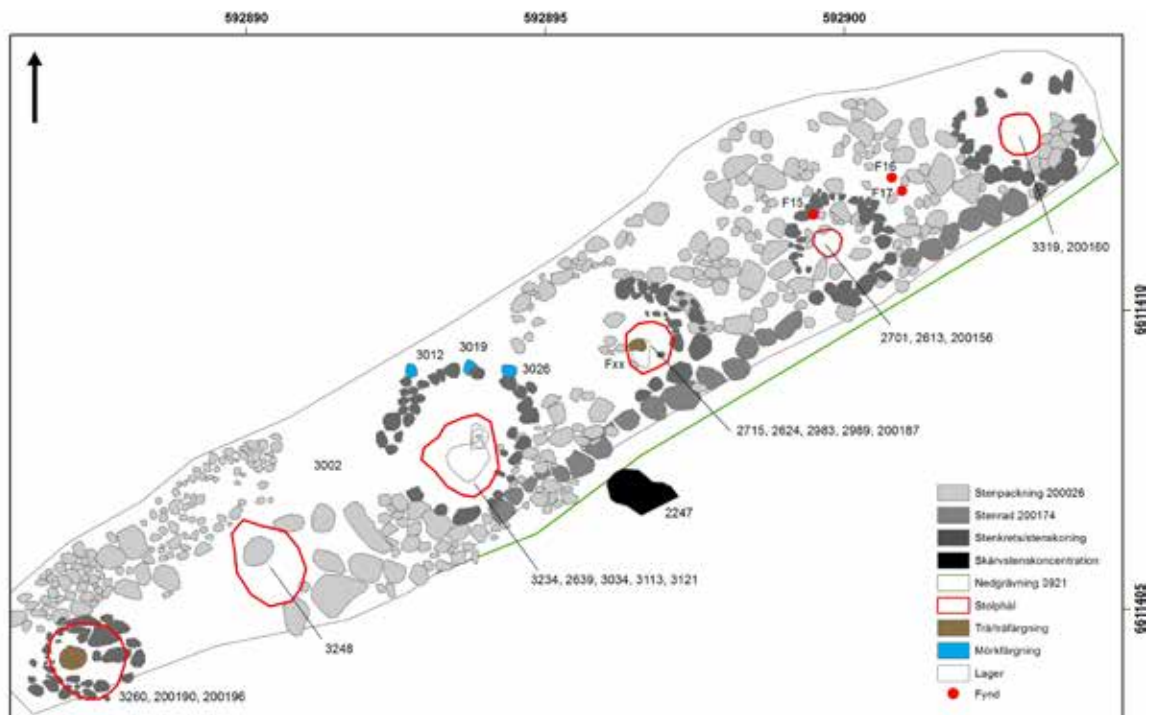 592890 592895 592900
F16
F17
F15
3319, 200160
6611410
2701, 2613, 200156
3012 3019
3026
Fxx
2715, 2624, 2983, 2989, 200187
3002
2247
3234, 2639, 3034, 3113, 3121
3248
6611405
3260, 200190, 200196
Stenpackning 200026
Stenrad 200174
Stenkrets/stenskoning
Skärvstenskoncentration
Nedgrävning 3921
Stolphål
Trä/träfärgning
Mörkfärgning
Lager
Fynd